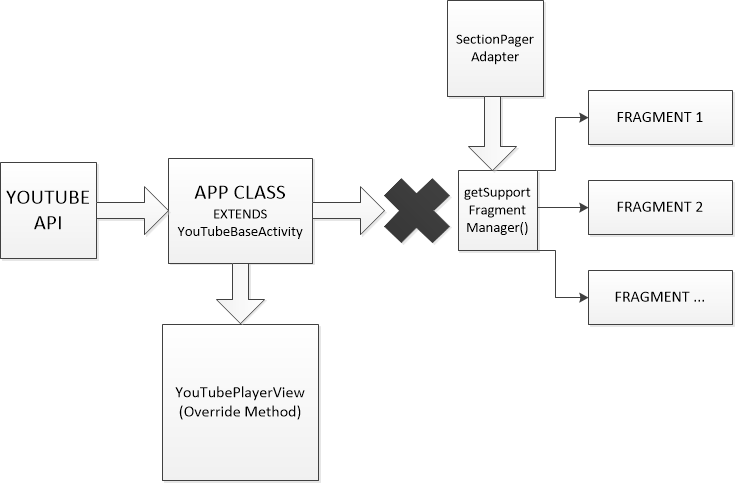 YOUTUBE
API
APP CLASS
EXTENDS
YouTubeBaseActivity
YouTubePlayerView
(Override Method)
SectionPager
Adapter
getSupport
Fragment
Manager()
FRAGMENT 1
FRAGMENT 2
FRAGMENT ...